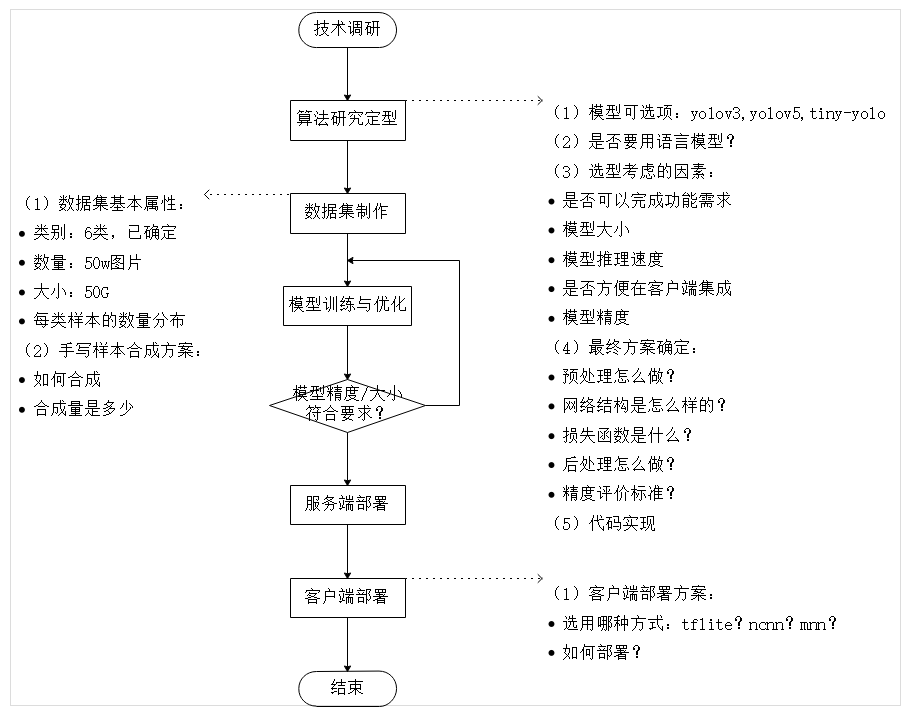 技术调研
算法研究定型
(1) 模型可选项: yolov3,yolov5,tiny-yolo
(2) 是否要用语言模型?
(3) 选型考虑的因素:
• 是否可以完成功能需求
• 模型大小
• 模型推理速度
• 是否方便在客户端集成
• 模型精度
(4) 最终方案确定:
• 预处理怎么做?
• 网络结构是怎么样的?
• 损失函数是什么?
• 后处理怎么做?
• 精度评价标准?
(5) 代码实现
数据集制作
(1) 数据集基本属性:
• 类别: 6类, 已确定
• 数量: 50w图片
• 大小: 50G
• 每类样本的数量分布
(2) 手写样本合成方案:
• 如何合成
• 合成量是多少
模型训练与优化
模型精度/大小
符合要求?
服务端部署
客户端部署
(1) 客户端部署方案:
• 选用哪种方式: tflite? ncnn? mnn?
• 如何部署?
结束